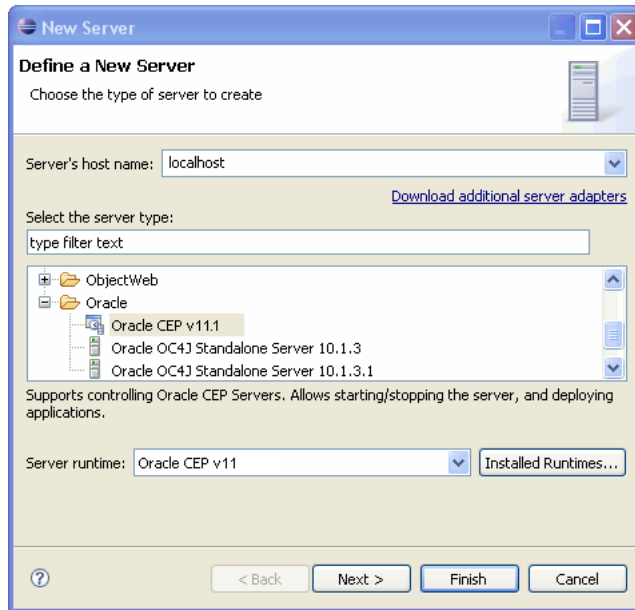 New Server
Define a New Server
Choose the type of server to create
Server's host name: localhost
Download additional server adapters
Select the server type:
type filter text
ObjectWeb
Oracle
Oracle CEP v11.1
Oracle OC4J Standalone Server 10.1.3
Oracle OC4J Standalone Server 10.1.3.1
Supports controlling Oracle CEP Servers. Allows starting/stopping the server, and deploying
applications.
Server runtime: Oracle CEP v11 Installed Runtimes...
? < Back Next > Finish Cancel